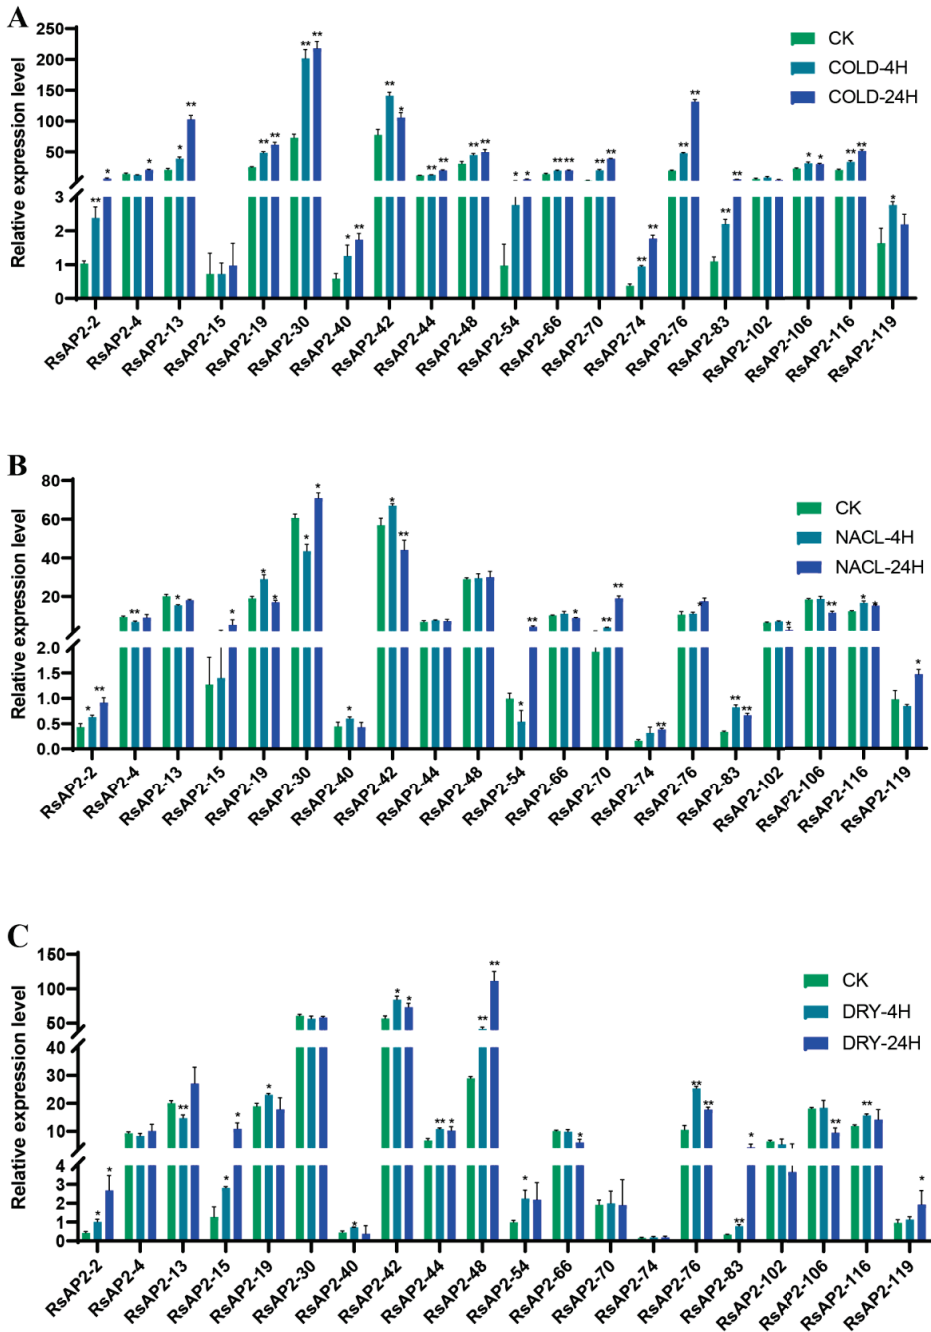 A
Relative expression level
250
200
150
100
50
3
2
1
0
CK
COLD-4H
COLD-24H
** * * * ** ** ** ** ** * ** ** * ** ** ** ** * * ** ** ** ** ** ** ** ** ** ** ** * * ** ** *
RsAP2-2 RsAP2-4 RsAP2-13 RsAP2-15 RsAP2-19 RsAP2-30 RsAP2-40 RsAP2-42 RsAP2-44 RsAP2-48 RsAP2-54 RsAP2-66 RsAP2-70 RsAP2-74 RsAP2-76 RsAP2-83 RsAP2-102 RsAP2-106 RsAP2-116 RsAP2-119
B
Relative expression level
80
60
40
20
2.0
1.5
1.0
0.5
0.0
CK
NACL-4H
NACL-24H
* ** ** * * * * * * * * ** * ** * ** ** ** * ** ** * ** * * *
RsAP2-2 RsAP2-4 RsAP2-13 RsAP2-15 RsAP2-19 RsAP2-30 RsAP2-40 RsAP2-42 RsAP2-44 RsAP2-48 RsAP2-54 RsAP2-66 RsAP2-70 RsAP2-74 RsAP2-76 RsAP2-83 RsAP2-102 RsAP2-106 RsAP2-116 RsAP2-119
C
Relative expression level
150
100
50
40
30
20
10
4
3
2
1
0
CK
DRY-4H
DRY-24H
* * ** * * * * * * ** * ** ** * * ** ** ** * ** ** *
RsAP2-2 RsAP2-4 RsAP2-13 RsAP2-15 RsAP2-19 RsAP2-30 RsAP2-40 RsAP2-42 RsAP2-44 RsAP2-48 RsAP2-54 RsAP2-66 RsAP2-70 RsAP2-74 RsAP2-76 RsAP2-83 RsAP2-102 RsAP2-106 RsAP2-116 RsAP2-119